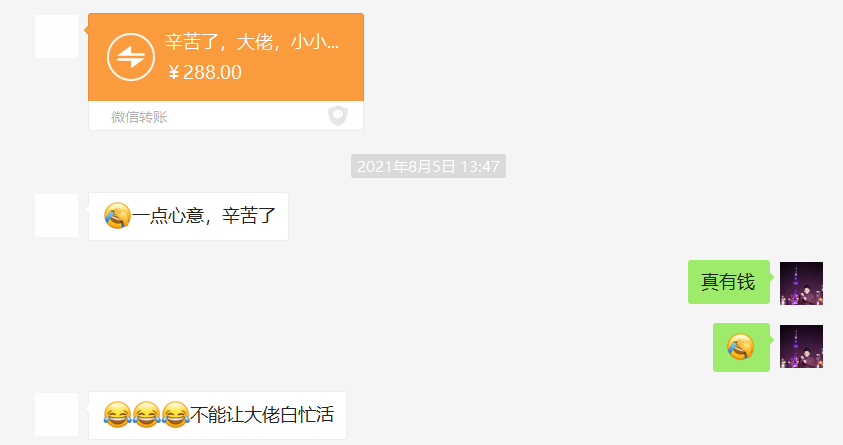 辛苦了，大佬，小小...
￥288.00
微信转账
2021年8月5日 13:47
一点心意，辛苦了
真有钱
不能让大佬白忙活